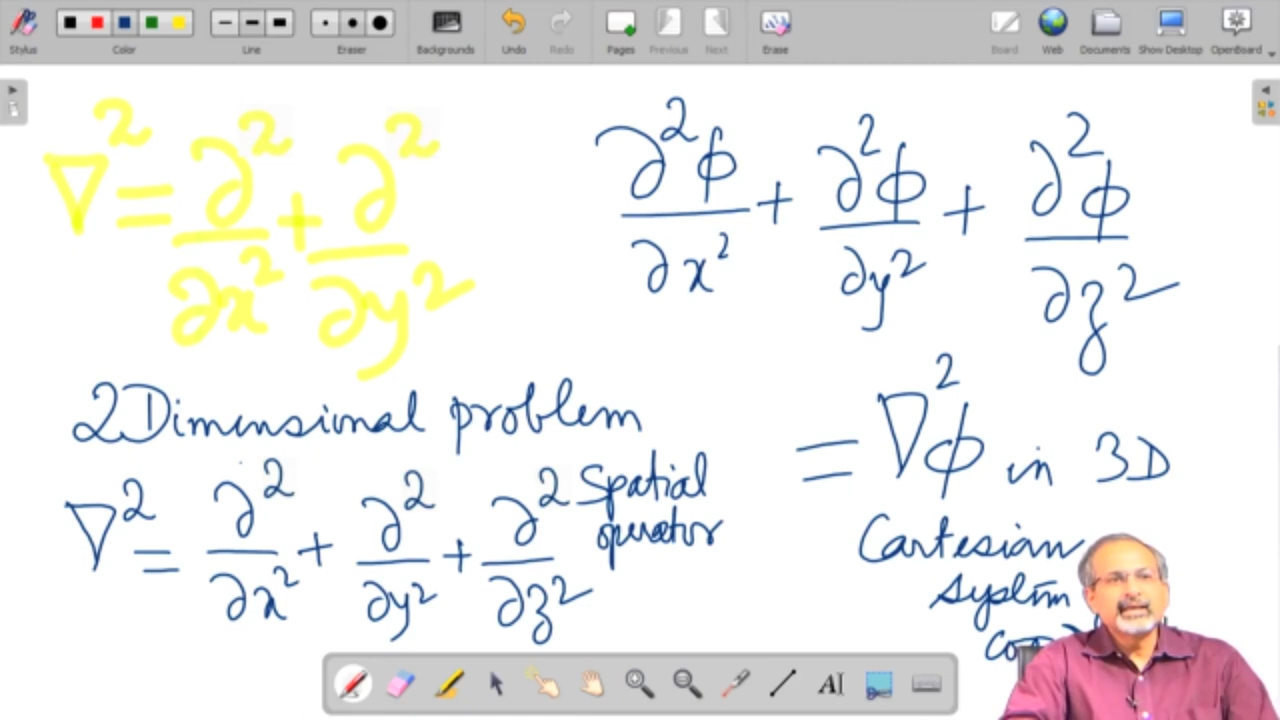 Stylus Color Line Eraser Backgrounds Undo Redo Pages Previous Next Erase Board Web Documents Show Desktop OpenBoard
∇² = ∂²/∂x² + ∂²/∂y²
∂²ϕ/∂x² + ∂²ϕ/∂y² + ∂²ϕ/∂z²
2Dimensional problem
∇² = ∂²/∂x² + ∂²/∂y² + ∂²/∂z² Spatial
operator
= ∇²ϕ in 3D
Cartesian
system
AI